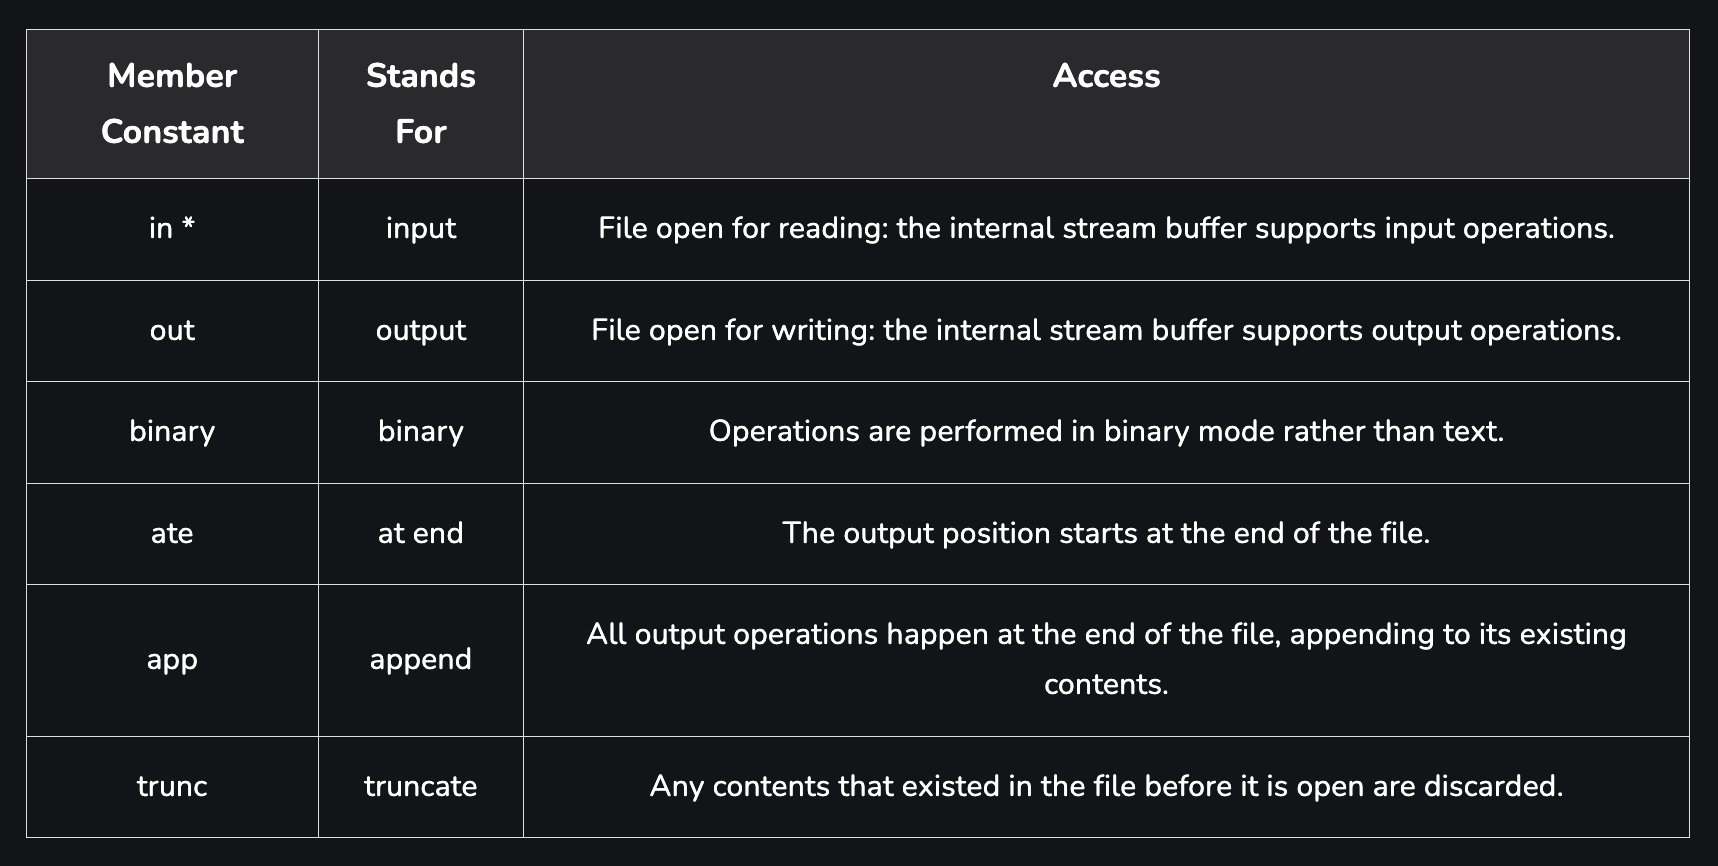 Member Constant
Stands For
Access
in *
input
File open for reading: the internal stream buffer supports input operations.
out
output
File open for writing: the internal stream buffer supports output operations.
binary
binary
Operations are performed in binary mode rather than text.
ate
at end
The output position starts at the end of the file.
app
append
All output operations happen at the end of the file, appending to its existing
contents.
trunc
truncate
Any contents that existed in the file before it is open are discarded.